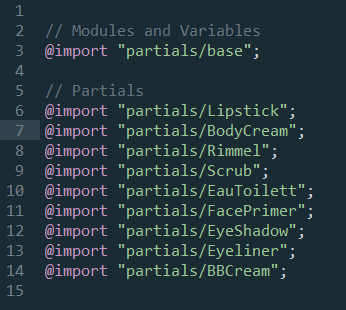 1
2 // Modules and Variables
3 @import "partials/base";
4
5 // Partials
6 @import "partials/Lipstick";
7 @import "partials/BodyCream";
8 @import "partials/Rimmel";
9 @import "partials/Scrub";
10 @import "partials/EauToilett";
11 @import "partials/FacePrimer";
12 @import "partials/EyeShadow";
13 @import "partials/Eyeliner";
14 @import "partials/BBCream";
15